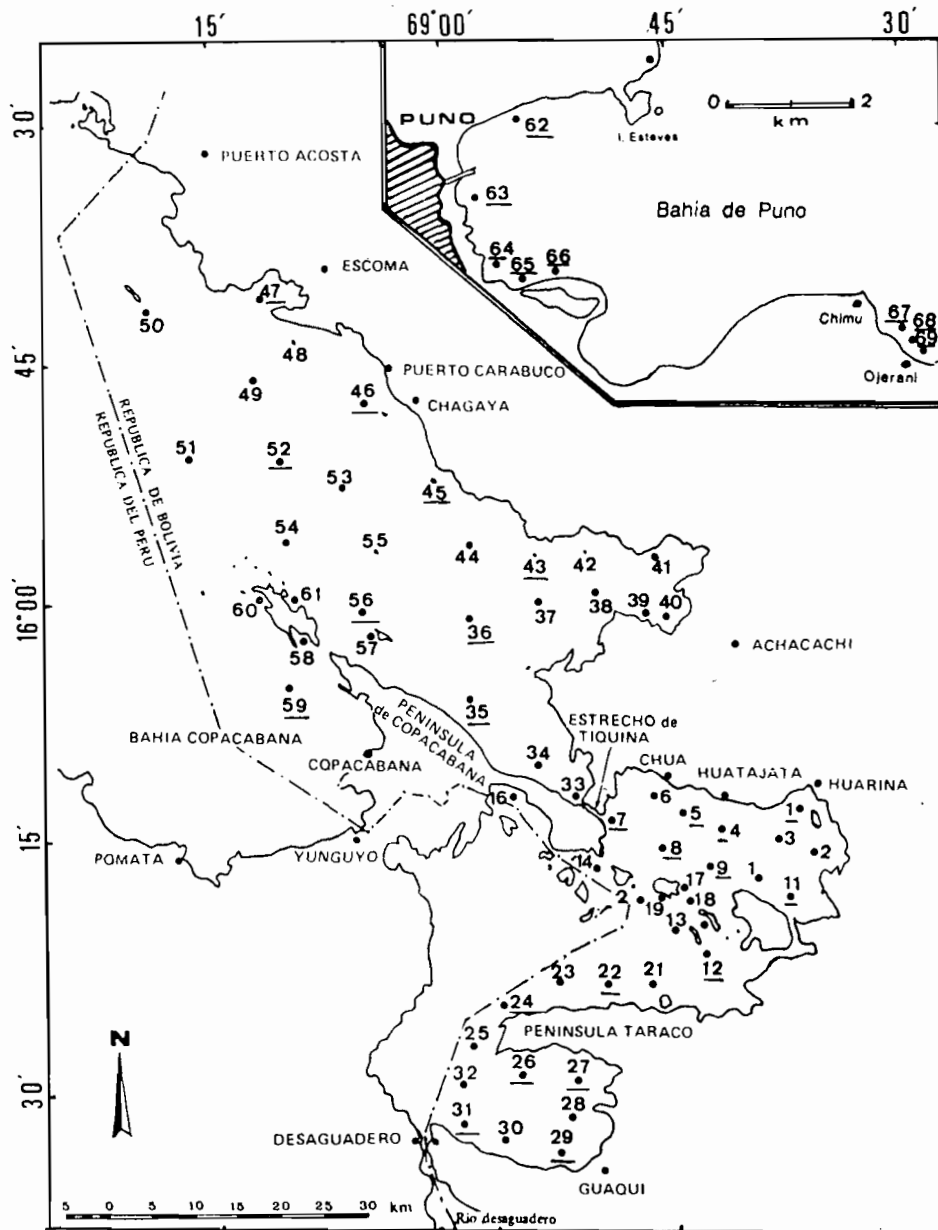 15′
69°00′
45′
30′
30′
PUNO
62
I. Esteves
0 2
km
PUERTO ACOSTA
63
Bahía de Puno
ESCOMA
64
65
66
47
Chimu
67
68
69
50
48
Ojerani
45′
49
PUERTO CARABUCO
46
CHAGAYA
REPUBLICA DE BOLIVIA
REPUBLICA DEL PERU
51
52
53
45
54
55
44
43
42
41
16°00′
60
61
56
37
38
39
40
57
36
58
ACHACACHI
59
35
PENINSULA
de COPACABANA
ESTRECHO de
TIQUINA
BAHIA COPACABANA
COPACABANA
34
33
CHUA
HUATAJATA
HUARINA
16
6
5
1
7
4
3
15′
YUNGUYO
POMATA
8
2
14
9
17
1
11
2
19
18
13
12
23
22
21
24
PENINSULA TARACO
25
N
26
27
32
28
30′
31
30
29
DESAGUADERO
GUAQUI
5 0 10 20 30 km
Rio desaguadero